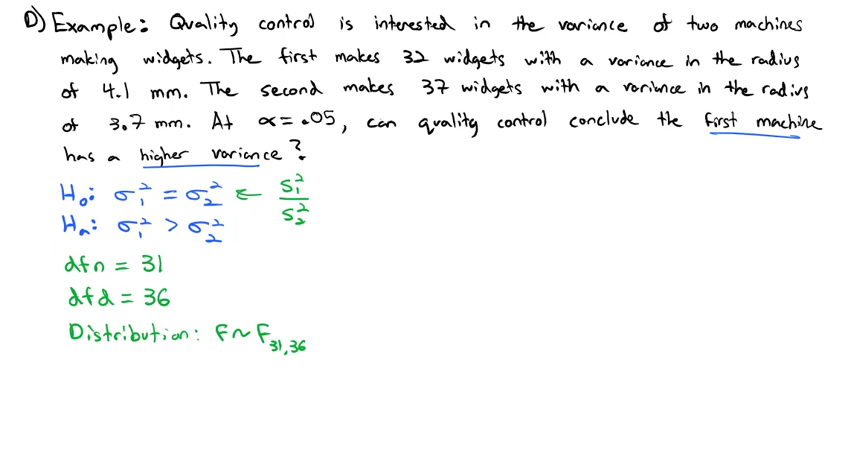 D) Example: Quality control is interested in the variance of two machines
making widgets. The first makes 32 widgets with a variance in the radius
of 4.1 mm. The second makes 37 widgets with a variance in the radius
of 3.7 mm. At α=.05, can quality control conclude the first machine
has a higher variance?
H₀: σ₁² = σ₂² ← S₁²/S₂²
Hₐ: σ₁² > σ₂²
dfn = 31
dfd = 36
Distribution: F~F₃₁,₃₆